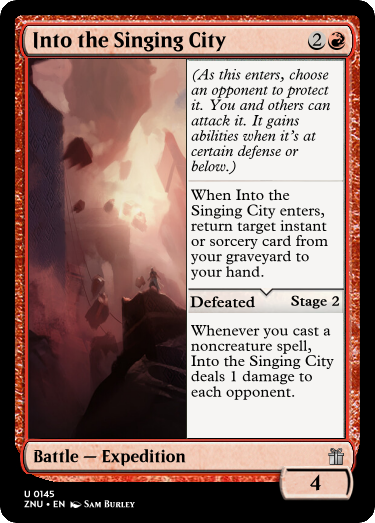 Into the Singing City 2
(As this enters, choose
an opponent to protect
it. You and others can
attack it. It gains
abilities when it's at
certain defense or
below.)
When Into the
Singing City enters,
return target instant
or sorcery card from
your graveyard to
your hand.
Defeated Stage 2
Whenever you cast a
noncreature spell,
Into the Singing City
deals 1 damage to
each opponent.
Battle — Expedition
4
U 0145
ZNU • EN Sam Burley